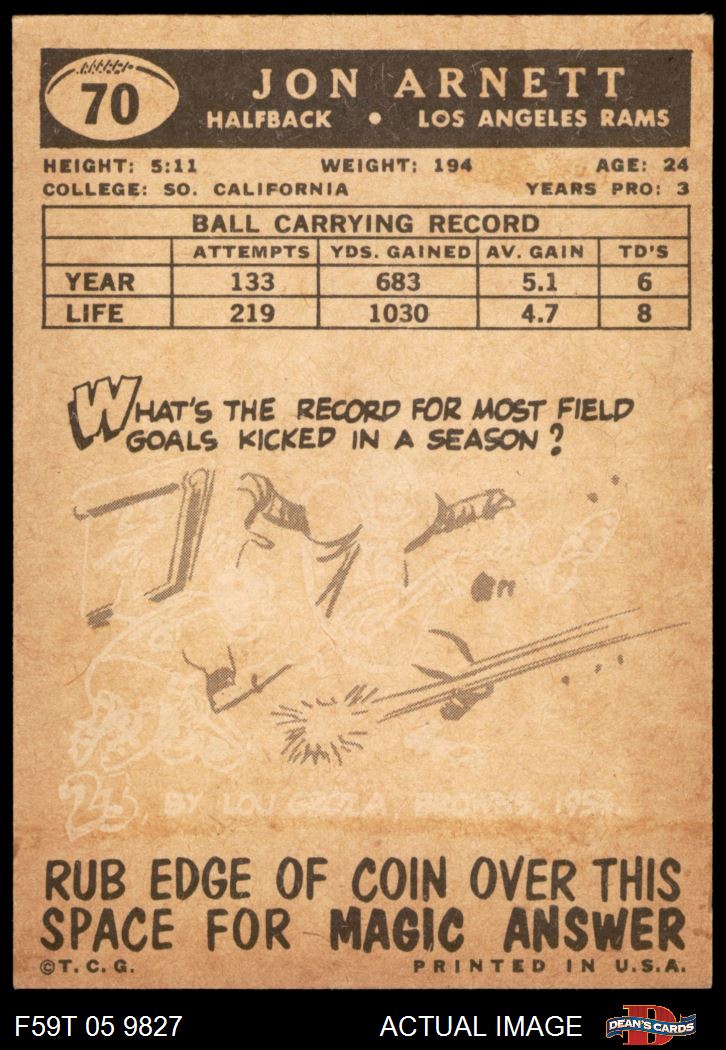 70
JON ARNETT
HALFBACK • LOS ANGELES RAMS
HEIGHT: 5:11 WEIGHT: 194 AGE: 24
COLLEGE: SO. CALIFORNIA YEARS PRO: 3
BALL CARRYING RECORD
ATTEMPTS YDS. GAINED AV. GAIN TD'S
YEAR 133 683 5.1 6
LIFE 219 1030 4.7 8
WHAT'S THE RECORD FOR MOST FIELD
GOALS KICKED IN A SEASON?
BY LOU GROZA, BROWNS,
RUB EDGE OF COIN OVER THIS
SPACE FOR MAGIC ANSWER
©T.C.G. PRINTED IN U.S.A.
F59T 05 9827 ACTUAL IMAGE DEAN'S CARDS